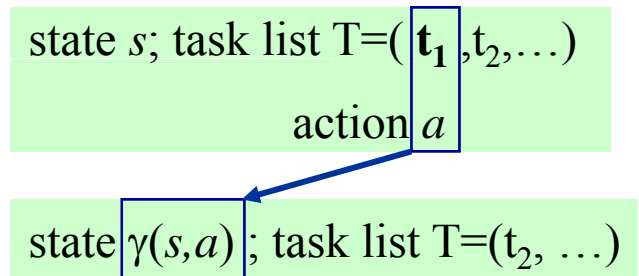 state s; task list T=( t₁ ,t₂,…)
action a
state γ(s,a) ; task list T=(t₂, …)